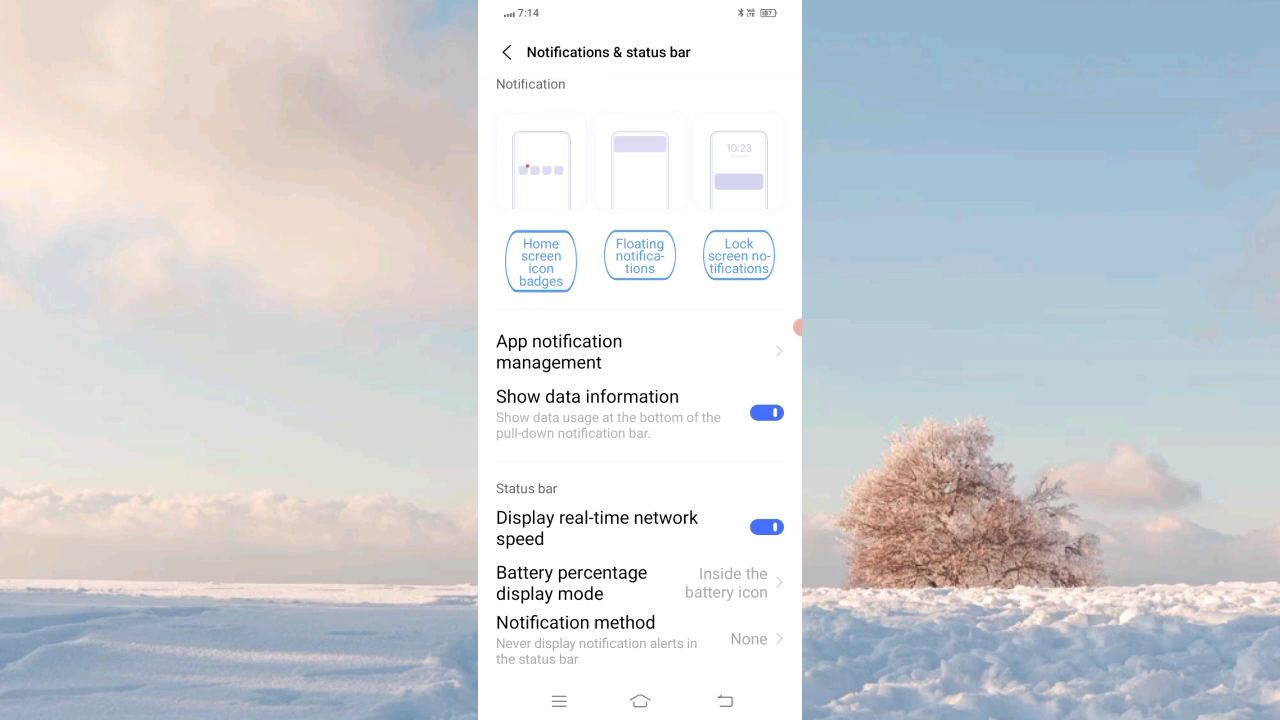 7:14
Notifications & status bar
Notification
10:23
Home
screen
icon
badges
Floating
notifica-
tions
Lock
screen no-
tifications
App notification
management
Show data information
Show data usage at the bottom of the
pull-down notification bar.
Status bar
Display real-time network
speed
Battery percentage
display mode
Inside the
battery icon
Notification method
Never display notification alerts in
the status bar
None